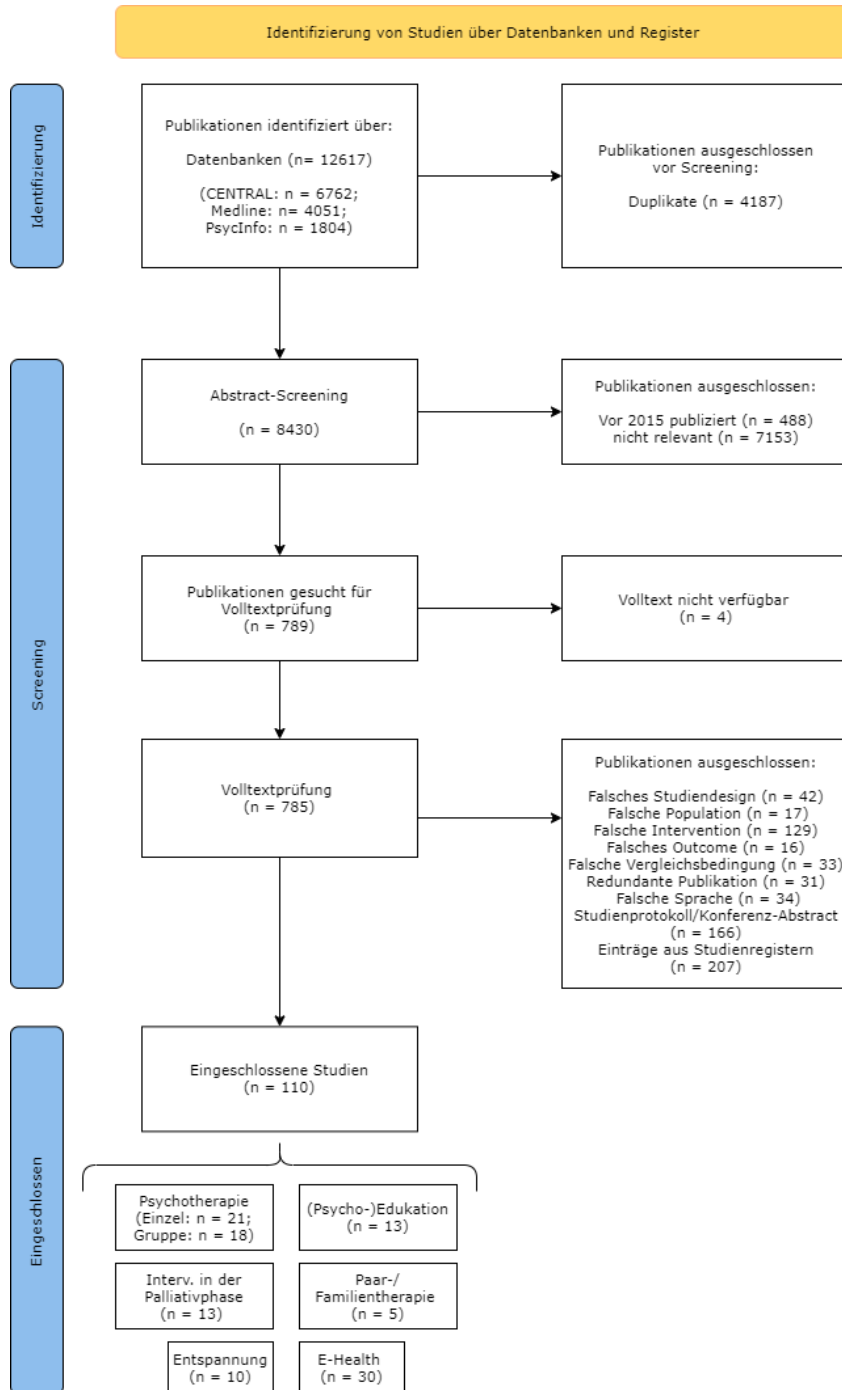 Identifizierung von Studien über Datenbanken und Register
Identifizierung
Publikationen identifiziert über:
Datenbanken (n= 12617)
(CENTRAL: n = 6762;
Medline: n= 4051;
PsycInfo: n = 1804)
Publikationen ausgeschlossen
vor Screening:
Duplikate (n = 4187)
Screening
Abstract-Screening
(n = 8430)
Publikationen ausgeschlossen:
Vor 2015 publiziert (n = 488)
nicht relevant (n = 7153)
Publikationen gesucht für
Volltextprüfung
(n = 789)
Volltext nicht verfügbar
(n = 4)
Volltextprüfung
(n = 785)
Publikationen ausgeschlossen:
Falsches Studiendesign (n = 42)
Falsche Population (n = 17)
Falsche Intervention (n = 129)
Falsches Outcome (n = 16)
Falsche Vergleichsbedingung (n = 33)
Redundante Publikation (n = 31)
Falsche Sprache (n = 34)
Studienprotokoll/Konferenz-Abstract
(n = 166)
Einträge aus Studienregistern
(n = 207)
Eingeschlossen
Eingeschlossene Studien
(n = 110)
Psychotherapie
(Einzel: n = 21;
Gruppe: n = 18)
(Psycho-)Edukation
(n = 13)
Interv. in der
Palliativphase
(n = 13)
Paar-/
Familientherapie
(n = 5)
Entspannung
(n = 10)
E-Health
(n = 30)